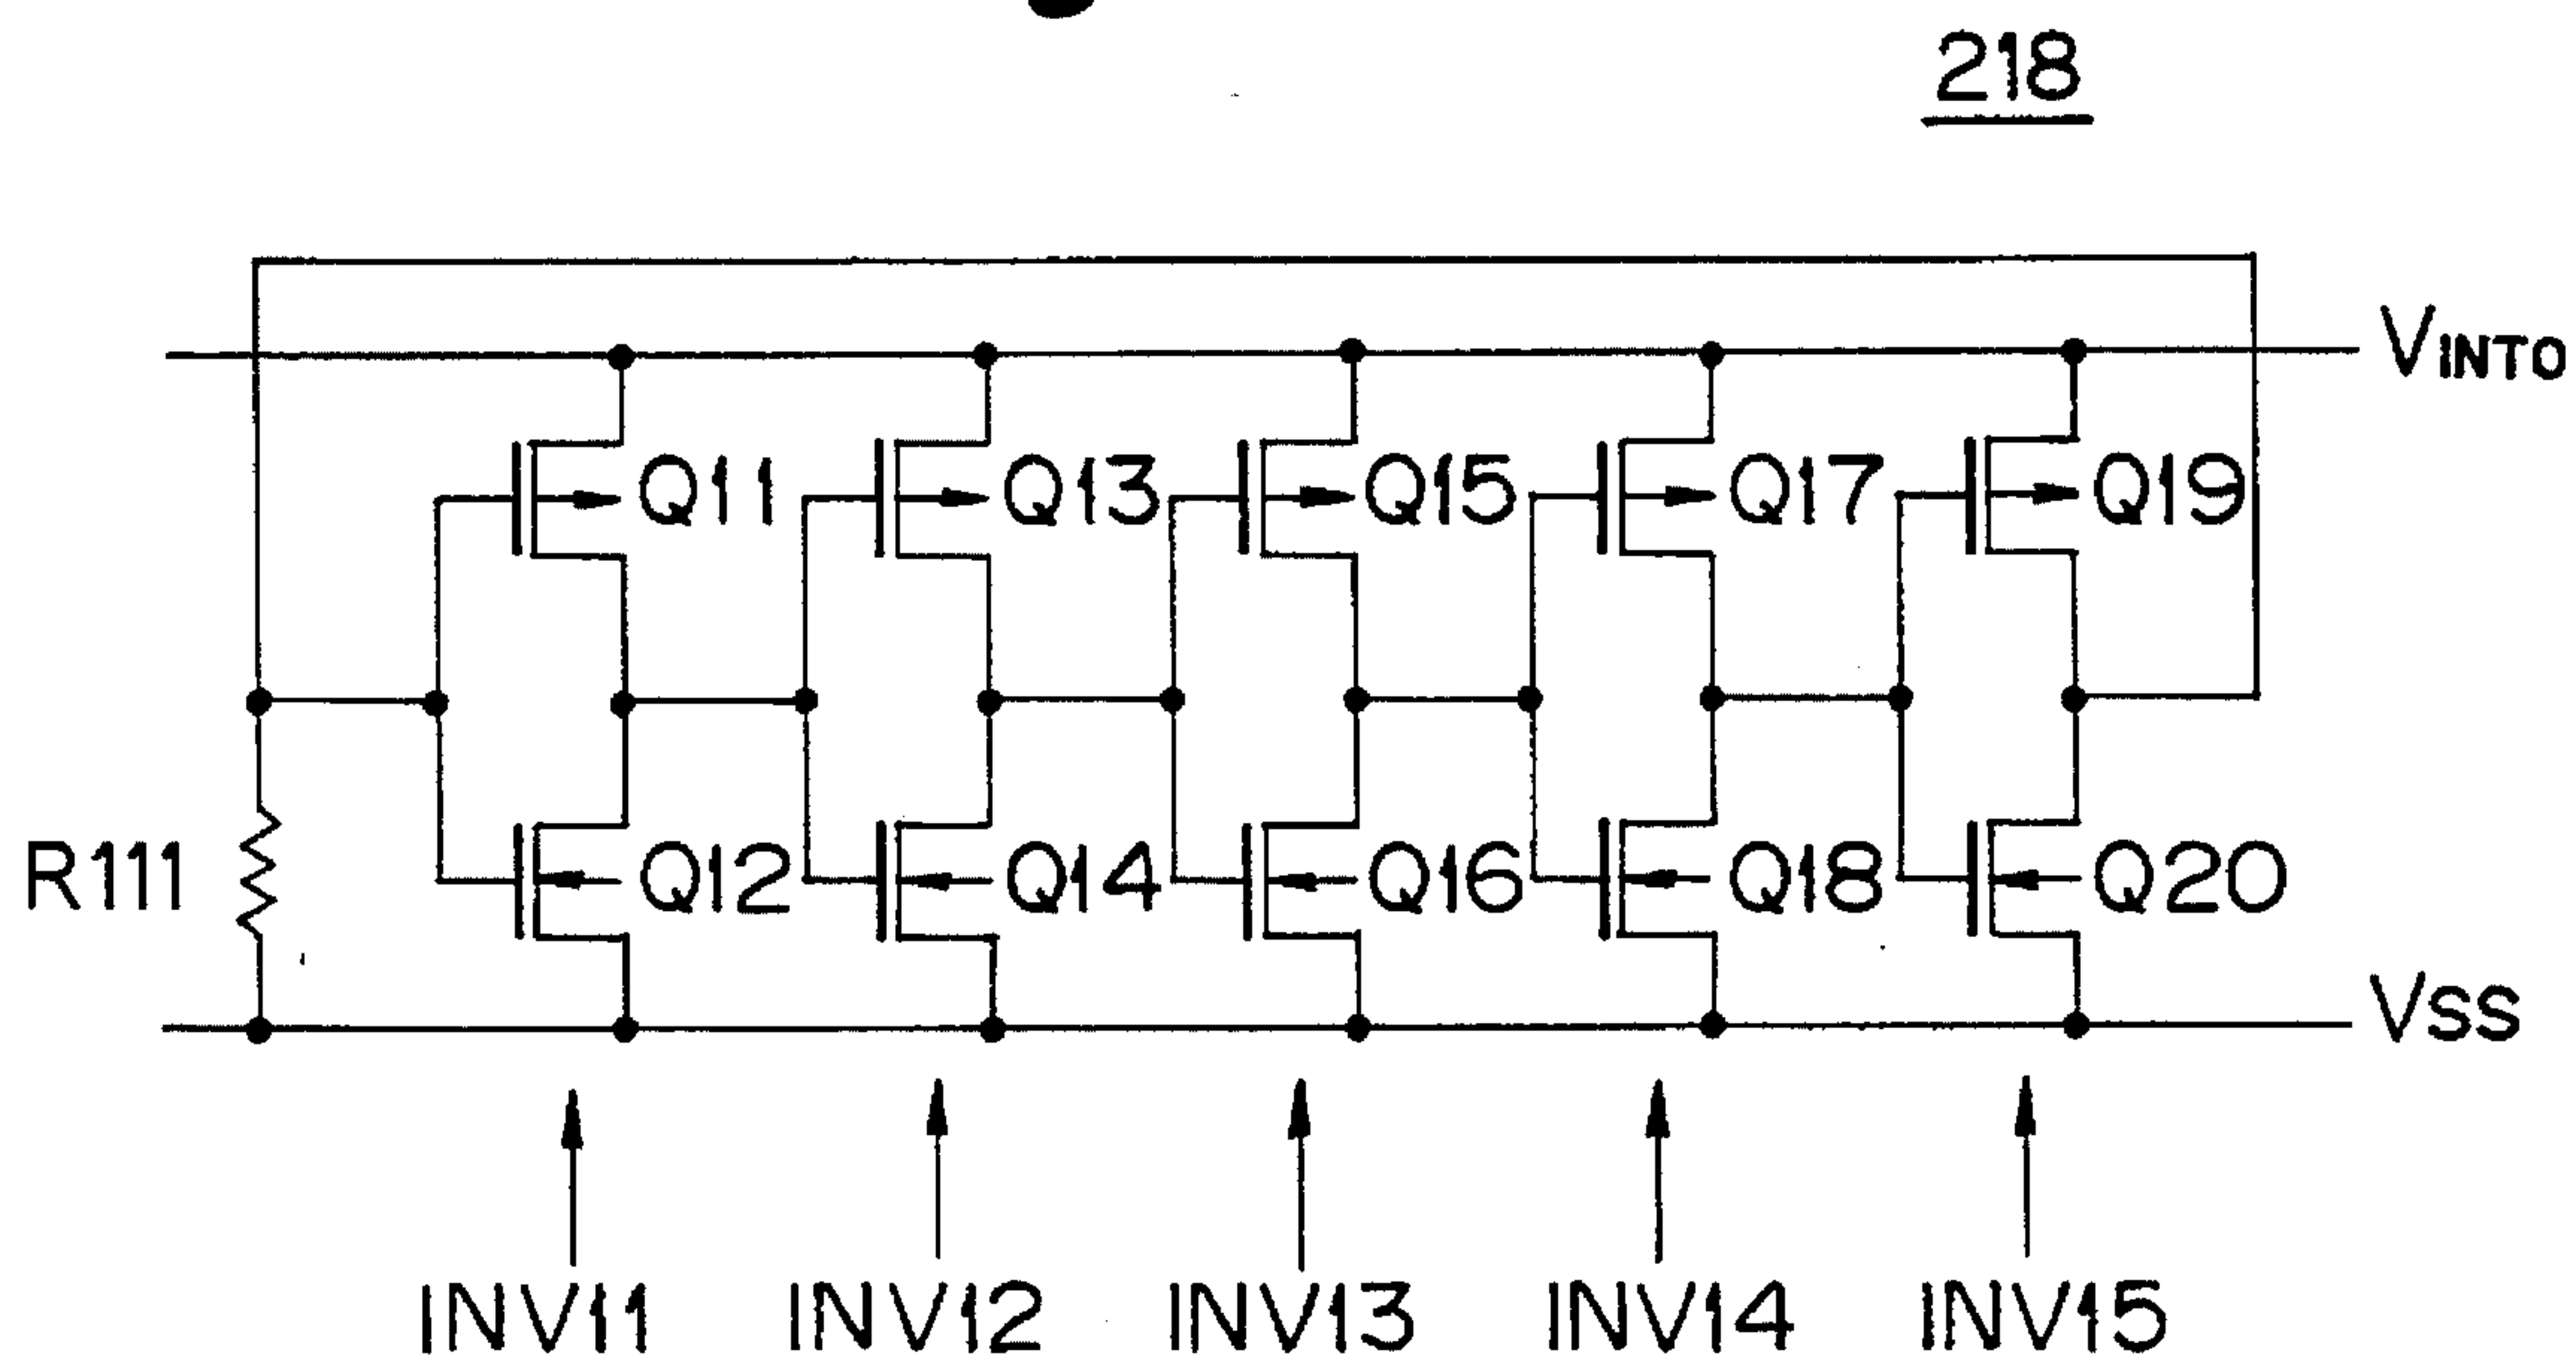 218
VINTO
Q11 Q13 Q15 Q17 Q19
R111 Q12 Q14 Q16 Q18 Q20
VSS
INV11 INV12 INV13 INV14 INV15